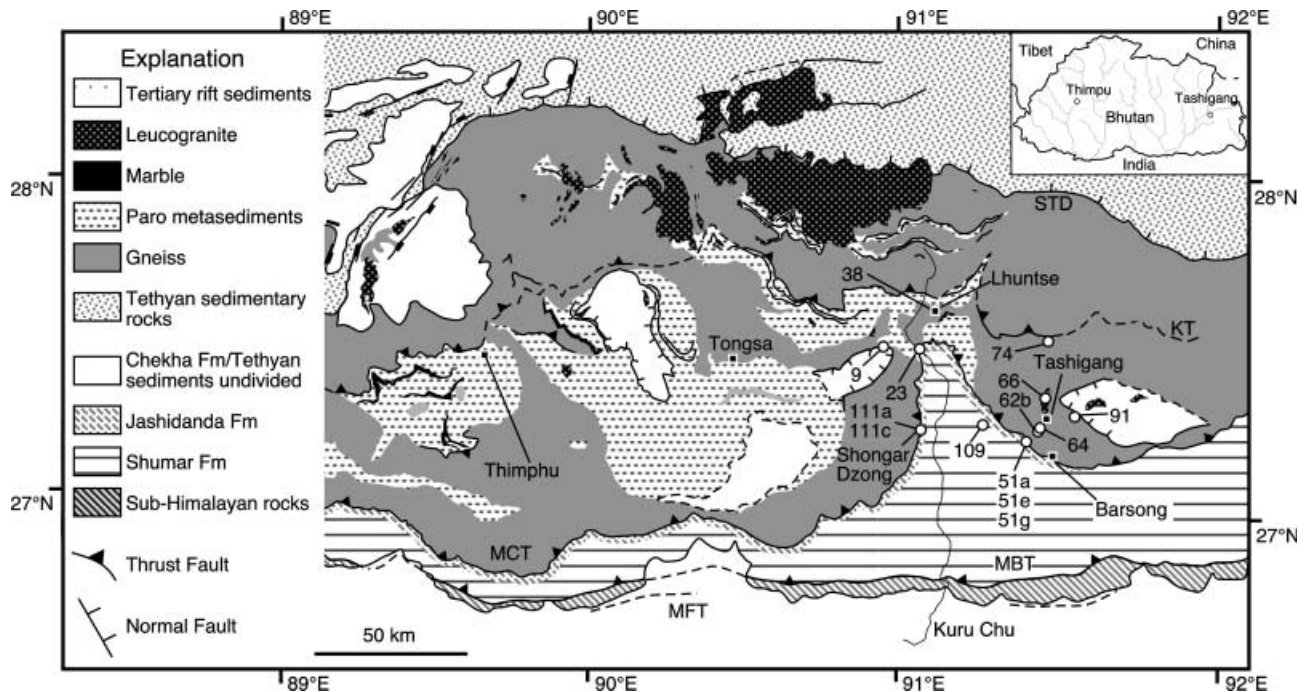 89°E 90°E 91°E 92°E
Explanation
Tertiary rift sediments
Leucogranite
Marble
Paro metasediments
Gneiss
Tethyan sedimentary
rocks
Chekha Fm/Tethyan
sediments undivided
Jashidanda Fm
Shumar Fm
Sub-Himalayan rocks
Thrust Fault
Normal Fault
50 km
Tibet
China
Thimpu
Tashigang
Bhutan
India
28°N
28°N
STD
38
Lhuntse
KT
Tongsa
74
Tashigang
9
23
66
62b
91
64
111a
111c
109
Shongar
Dzong
Thimphu
51a
51e
51g
Barsong
27°N
27°N
MCT
MBT
MFT
Kuru Chu
89°E 90°E 91°E 92°E